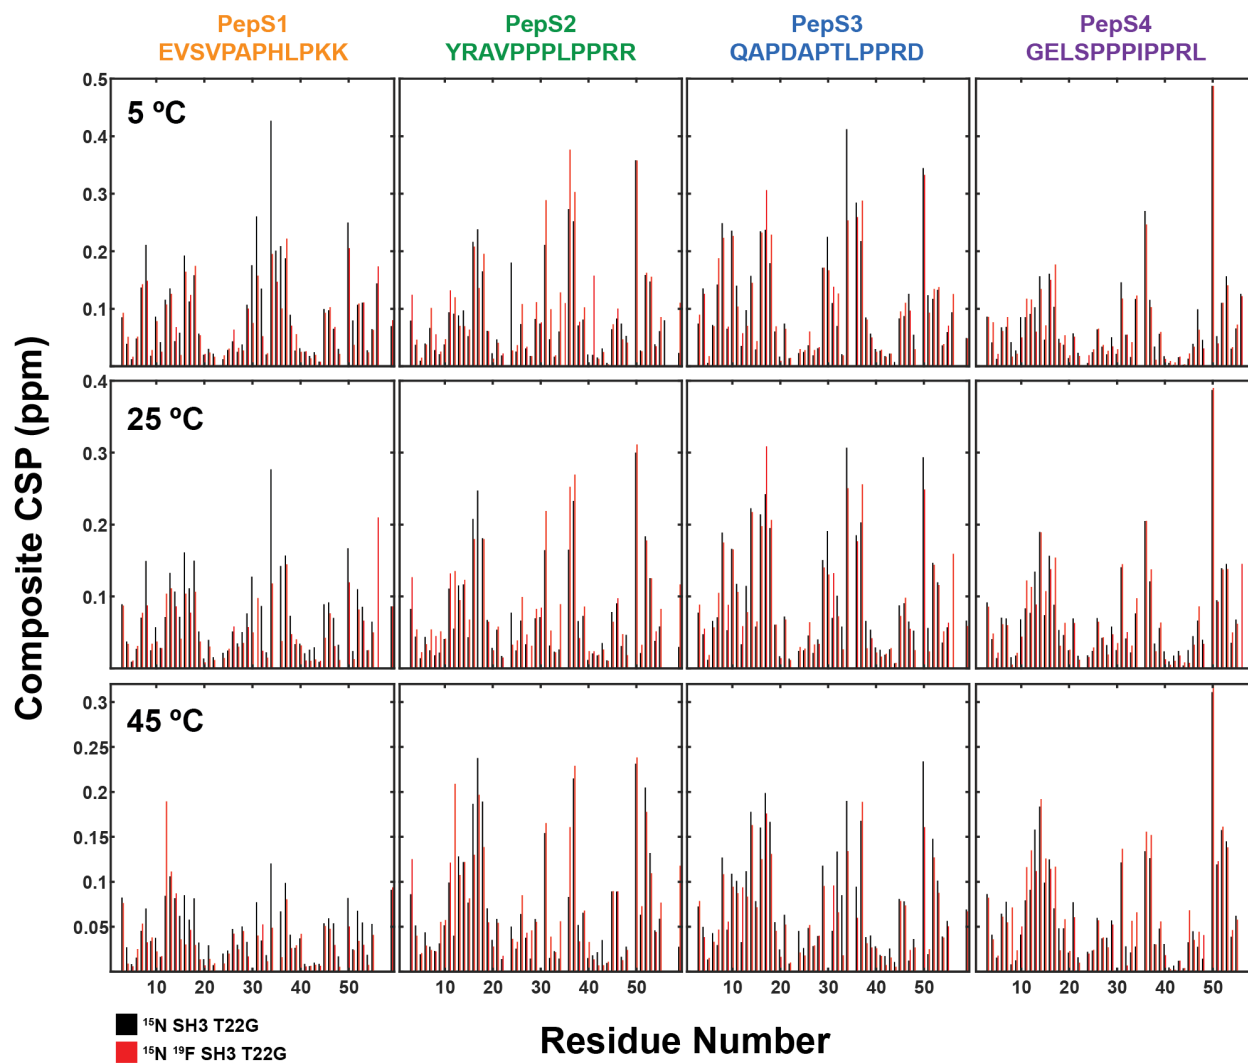 PepS1 PepS2 PepS3 PepS4
EVSVPAPHLPKK YRAVPPPLPPRR QAPDAPTLPPRD GELSPPPIPPRL
Composite CSP (ppm)
5 ºC
0.5
0.4
0.3
0.2
0.1
25 ºC
0.4
0.3
0.2
0.1
45 ºC
0.3
0.25
0.2
0.15
0.1
0.05
10 20 30 40 50 10 20 30 40 50 10 20 30 40 50 10 20 30 40 50
Residue Number
¹⁵N SH3 T22G
¹⁵N ¹⁹F SH3 T22G